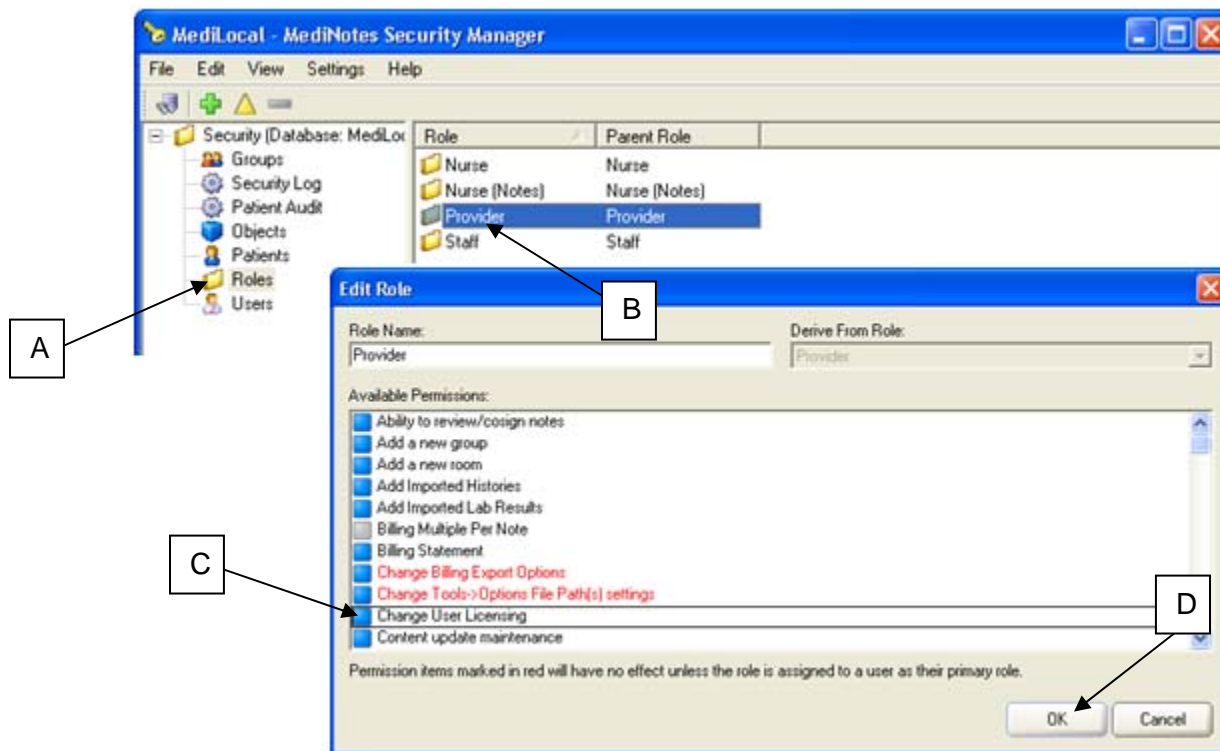 MediLocal - MediNotes Security Manager
File Edit View Settings Help
Security (Database: MediLoc
Groups
Security Log
Patient Audit
Objects
Patients
Roles
Users
Role Parent Role
Nurse Nurse
Nurse (Notes) Nurse (Notes)
Provider Provider
Staff Staff
A
B
Edit Role
Role Name: Derive From Role:
Provider Provider
Available Permissions:
Ability to review/cosign notes
Add a new group
Add a new room
Add Imported Histories
Add Imported Lab Results
Billing Multiple Per Note
Billing Statement
Change Billing Export Options
Change Tools->Options File Path(s) settings
Change User Licensing
Content update maintenance
C
D
Permission items marked in red will have no effect unless the role is assigned to a user as their primary role.
OK Cancel